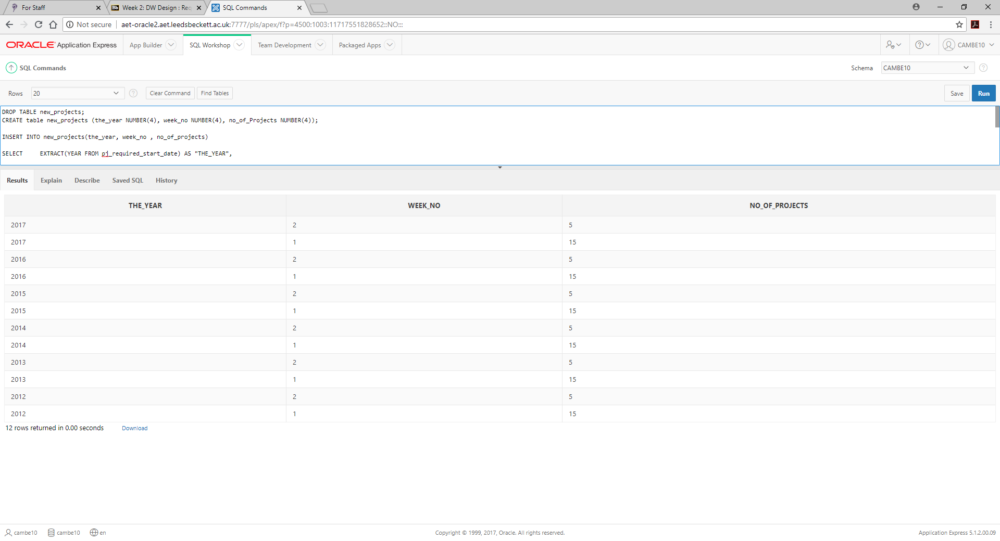 For Staff
Week 2: DW Design : Req
SQL Commands
Not secure
aet-oracle2.aet.leedsbeckett.ac.uk:7777/pls/apex/f?p=4500:1003:11717551828652::NO:::
ORACLE Application Express
App Builder
SQL Workshop
Team Development
Packaged Apps
CAMBE10
SQL Commands
Schema
CAMBE10
Rows
20
Clear Command
Find Tables
Save
Run
DROP TABLE new_projects;
CREATE table new_projects (the_year NUMBER(4), week_no NUMBER(4), no_of_Projects NUMBER(4));
INSERT INTO new_projects(the_year, week_no , no_of_projects)
SELECT     EXTRACT(YEAR FROM pj_required_start_date) AS "THE_YEAR",
Results
Explain
Describe
Saved SQL
History
THE_YEAR WEEK_NO NO_OF_PROJECTS
2017 2 5
2017 1 15
2016 2 5
2016 1 15
2015 2 5
2015 1 15
2014 2 5
2014 1 15
2013 2 5
2013 1 15
2012 2 5
2012 1 15
12 rows returned in 0.00 seconds
Download
cambe10
cambe10
en
Copyright © 1999, 2017, Oracle. All rights reserved.
Application Express 5.1.2.00.09